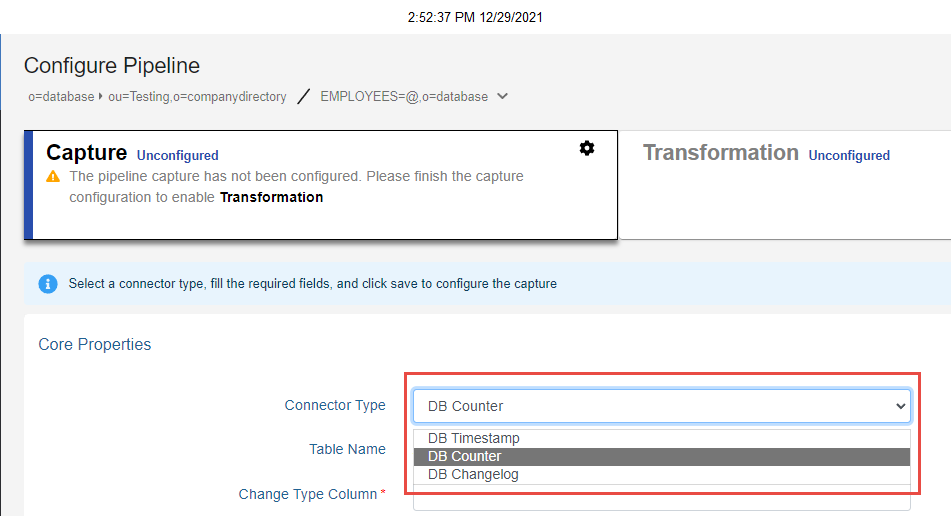 2:52:37 PM 12/29/2021
Configure Pipeline
o=database ou=Testing,o=companydirectory / EMPLOYEES=@,o=database
Capture Unconfigured
The pipeline capture has not been configured. Please finish the capture
configuration to enable Transformation
Transformation Unconfigured
Select a connector type, fill the required fields, and click save to configure the capture
Core Properties
Connector Type DB Counter
DB Timestamp
Table Name
DB Counter
DB Changelog
Change Type Column *